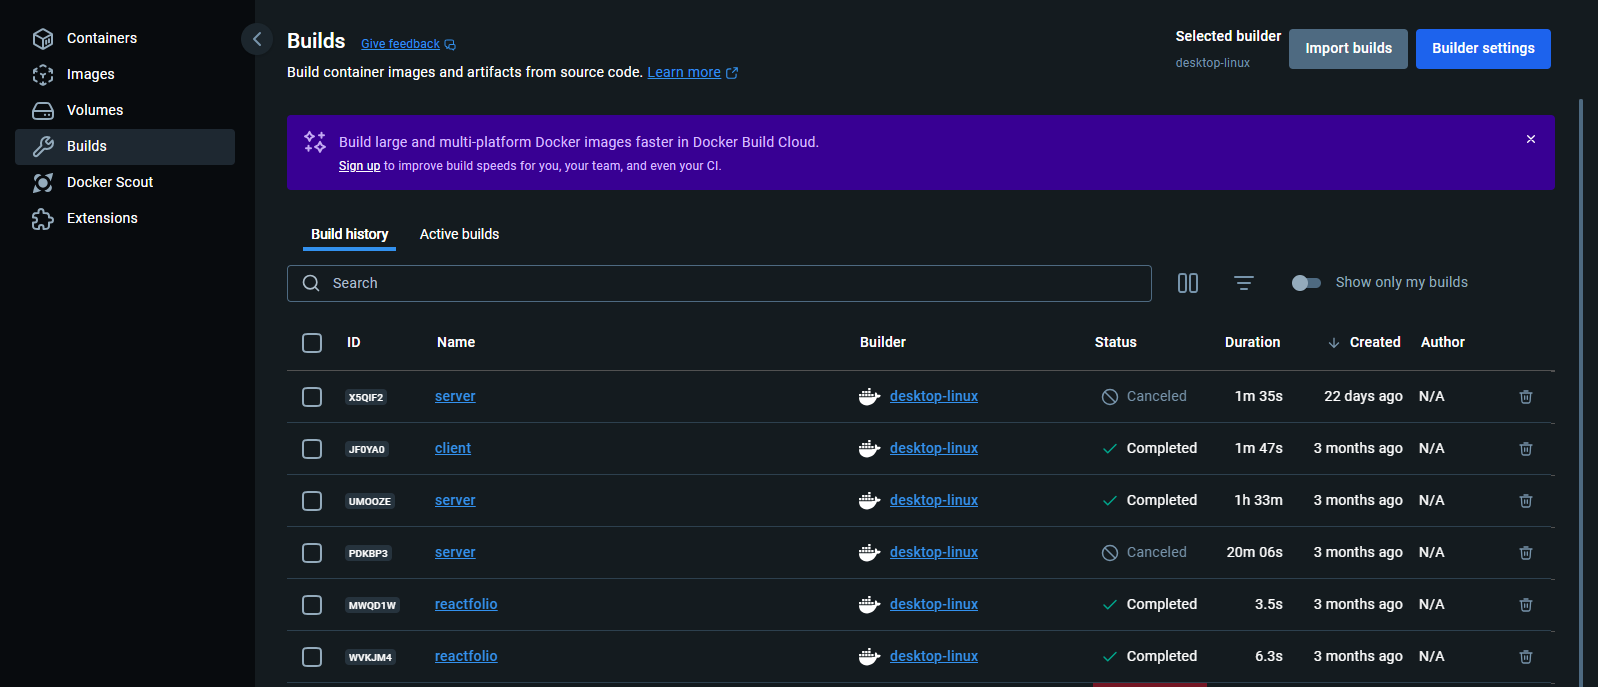 Containers
Images
Volumes
Builds
Docker Scout
Extensions
Builds Give feedback
Build container images and artifacts from source code. Learn more
Selected builder
desktop-linux
Import builds
Builder settings
Build large and multi-platform Docker images faster in Docker Build Cloud.
Sign up to improve build speeds for you, your team, and even your CI.
Build history Active builds
Search
Show only my builds
ID Name Builder Status Duration Created Author
X5QIF2 server desktop-linux Canceled 1m 35s 22 days ago N/A
JF0YA0 client desktop-linux Completed 1m 47s 3 months ago N/A
UMOOZE server desktop-linux Completed 1h 33m 3 months ago N/A
PDKBP3 server desktop-linux Canceled 20m 06s 3 months ago N/A
MWQD1W reactfolio desktop-linux Completed 3.5s 3 months ago N/A
WVKJM4 reactfolio desktop-linux Completed 6.3s 3 months ago N/A